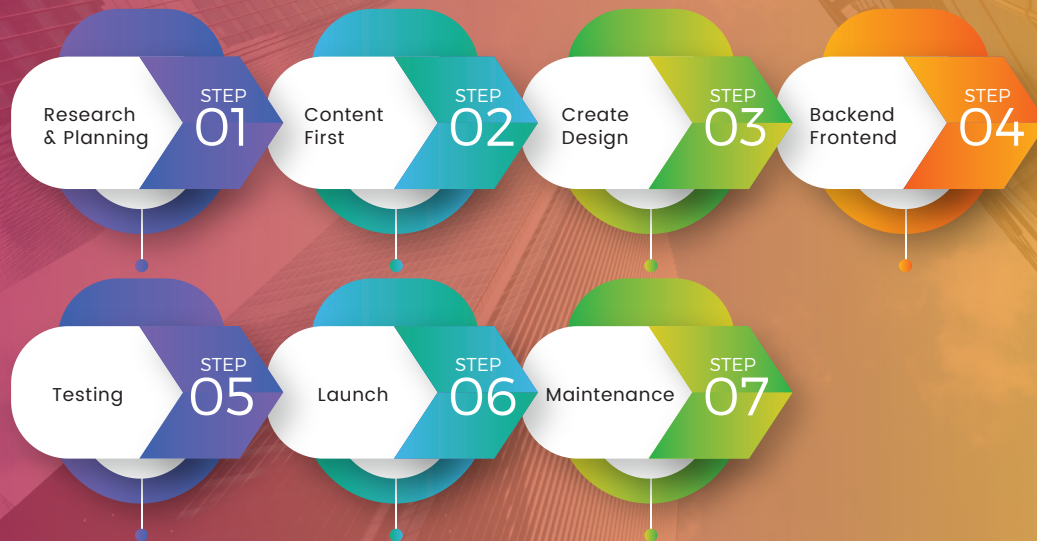 Research
& Planning
STEP
01
Content
First
STEP
02
Create
Design
STEP
03
Backend
Frontend
STEP
04
Testing
STEP
05
Launch
STEP
06
Maintenance
STEP
07